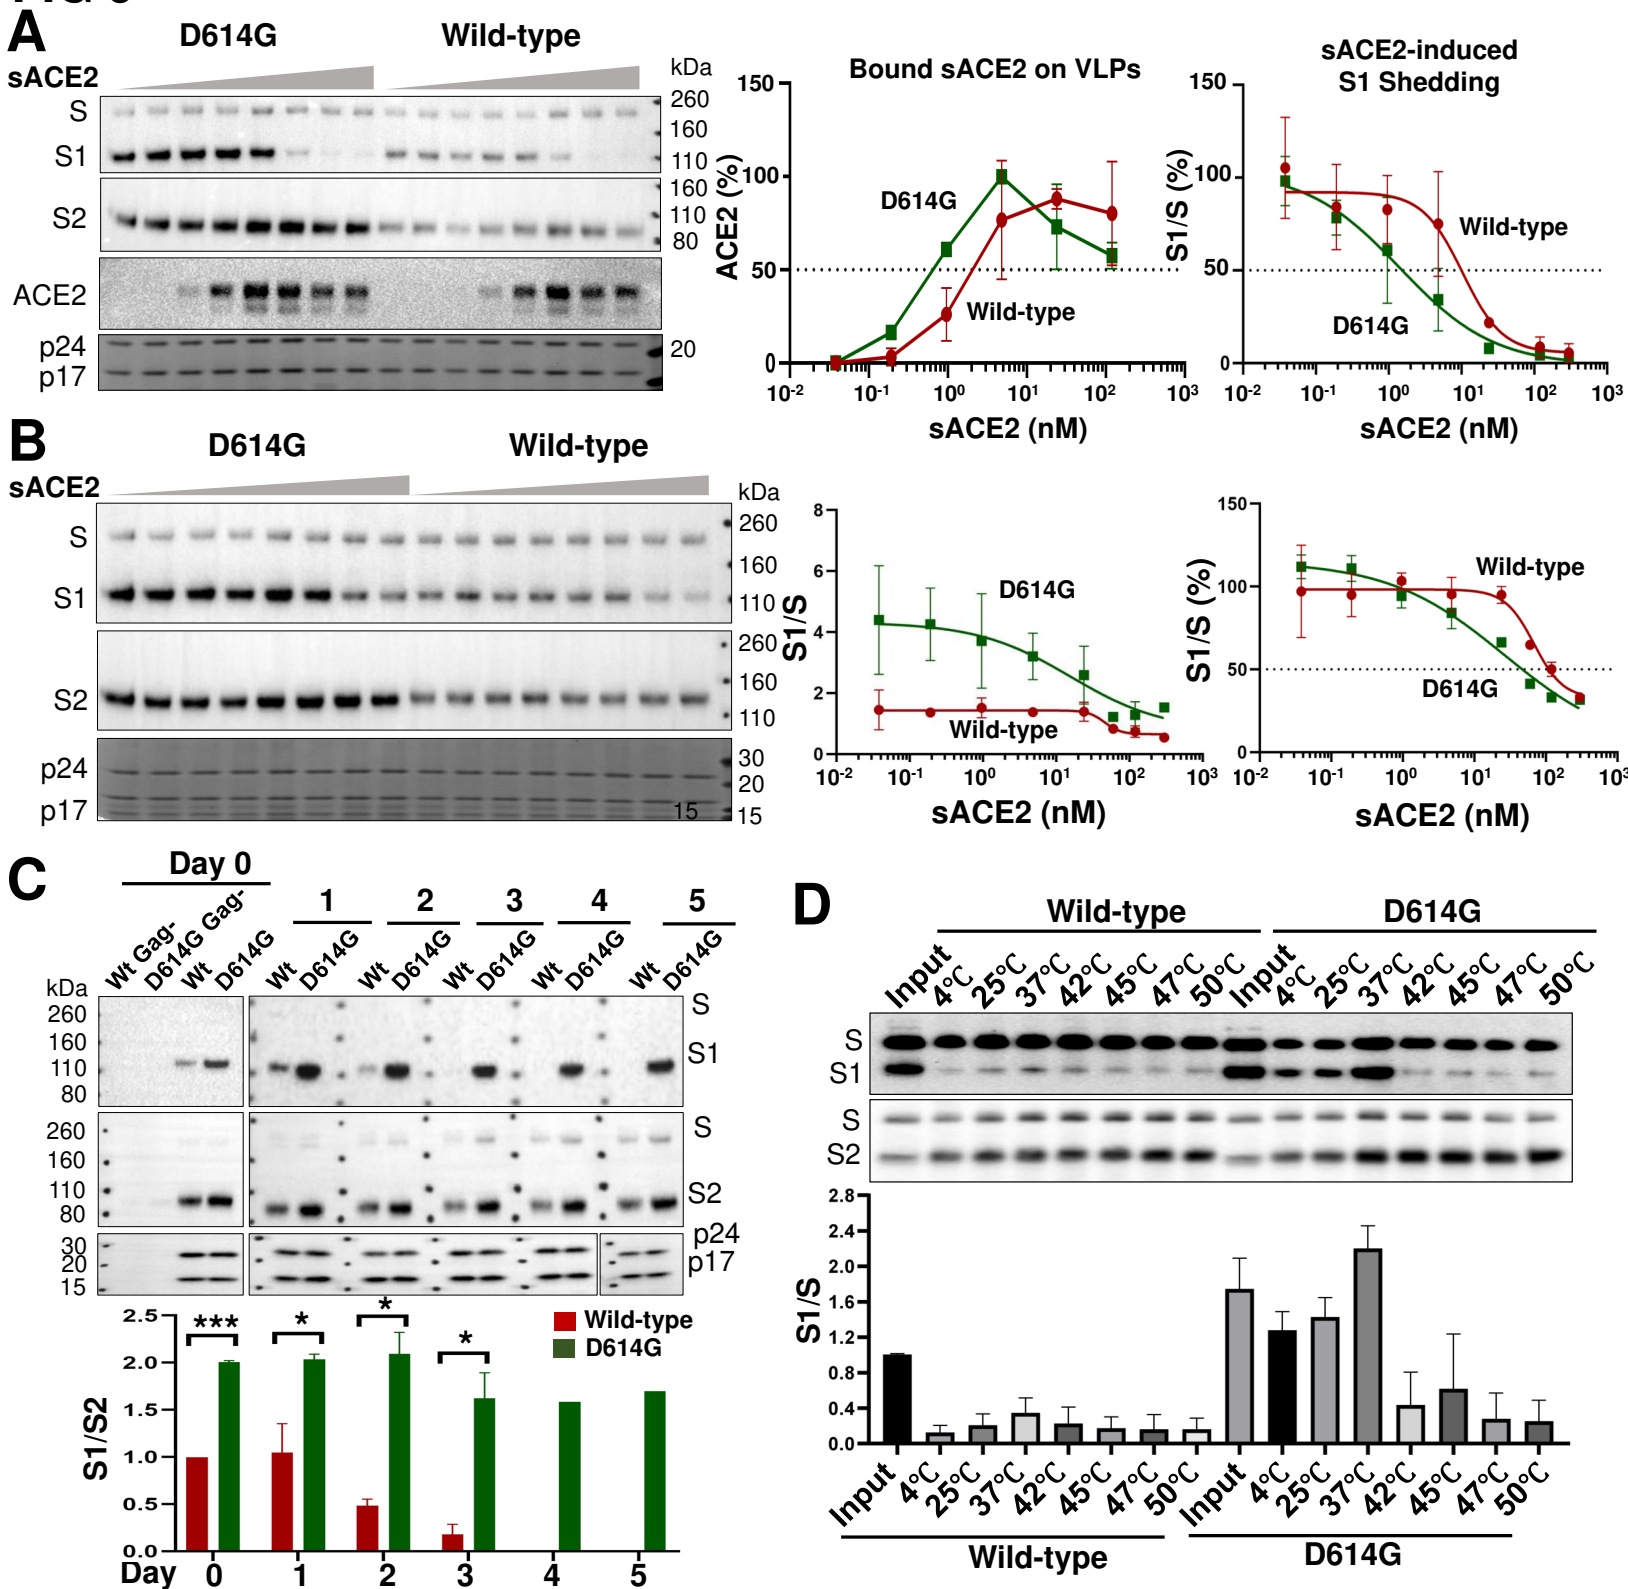 A
D614G Wild-type
sACE2
kDa
S
S1
S2
ACE2
p24
p17
260
160
110
160
110
80
20
Bound sACE2 on VLPs
ACE2 (%)
150
100
50
0
D614G
Wild-type
10-2 10-1 100 101 102 103
sACE2 (nM)
sACE2-induced
S1 Shedding
S1/S (%)
150
100
50
0
Wild-type
D614G
10-2 10-1 100 101 102 103
sACE2 (nM)
B
D614G Wild-type
sACE2
kDa
S
S1
S2
p24
p17
260
160
110
260
160
110
30
20
15
15
S1/S
8
6
4
2
0
D614G
Wild-type
10-2 10-1 100 101 102 103
sACE2 (nM)
S1/S (%)
150
100
50
0
Wild-type
D614G
10-2 10-1 100 101 102 103
sACE2 (nM)
C
Day 0
1 2 3 4 5
Wt Gag- D614G Gag- Wt D614G Wt D614G Wt D614G Wt D614G Wt D614G Wt D614G
kDa
260
160
110
80
S
S1
260
160
110
80
S
S2
30
20
15
p24
p17
S1/S2
2.5
2.0
1.5
1.0
0.5
0.0
*** * * *
Wild-type
D614G
Day 0 1 2 3 4 5
D
Wild-type D614G
Input 4°C 25°C 37°C 42°C 45°C 47°C 50°C Input 4°C 25°C 37°C 42°C 45°C 47°C 50°C
S
S1
S
S2
S1/S
2.8
2.4
2.0
1.6
1.2
0.8
0.4
0.0
Input 4°C 25°C 37°C 42°C 45°C 47°C 50°C Input 4°C 25°C 37°C 42°C 45°C 47°C 50°C
Wild-type D614G